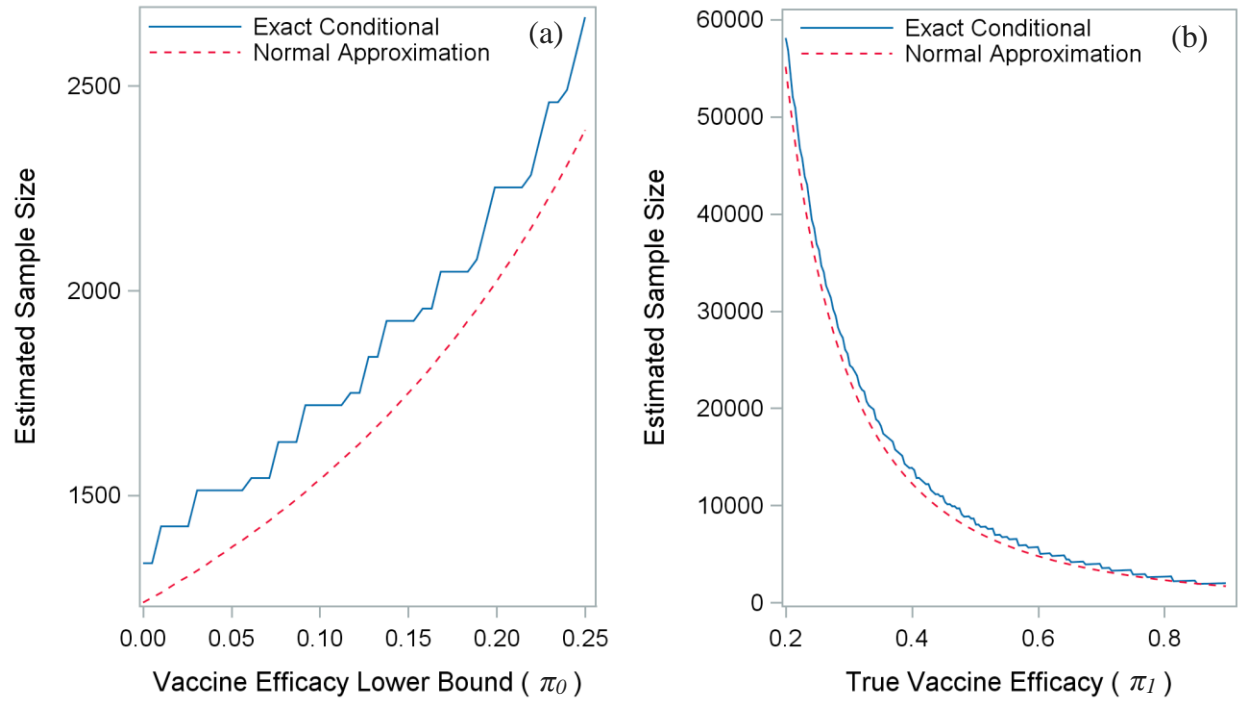 Exact Conditional
Normal Approximation
(a)
2500
2000
1500
Estimated Sample Size
0.00
0.05
0.10
0.15
0.20
0.25
Vaccine Efficacy Lower Bound ( π0 )
Exact Conditional
Normal Approximation
(b)
60000
50000
40000
30000
20000
10000
0
Estimated Sample Size
0.2
0.4
0.6
0.8
True Vaccine Efficacy ( π1 )